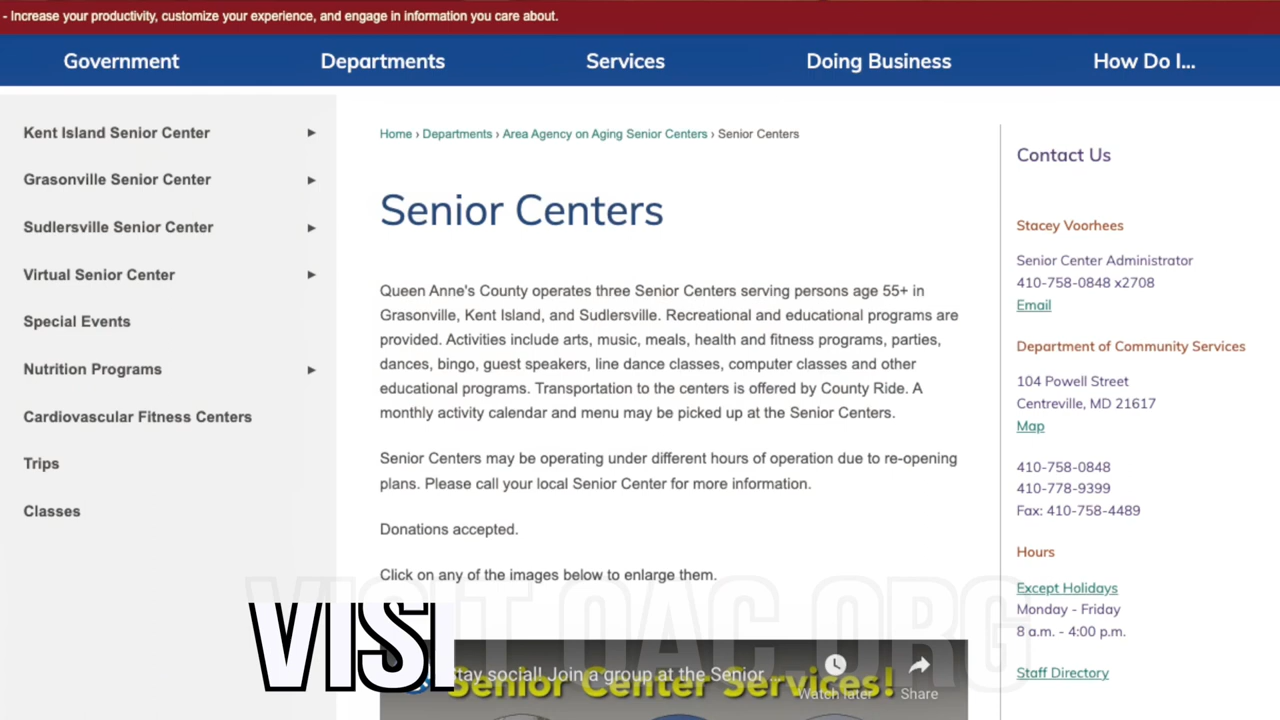 - Increase your productivity, customize your experience, and engage in information you care about.
Government
Departments
Services
Doing Business
How Do I...
Kent Island Senior Center
Grasonville Senior Center
Sudlersville Senior Center
Virtual Senior Center
Special Events
Nutrition Programs
Cardiovascular Fitness Centers
Trips
Classes
Home › Departments › Area Agency on Aging Senior Centers › Senior Centers
Senior Centers
Queen Anne's County operates three Senior Centers serving persons age 55+ in
Grasonville, Kent Island, and Sudlersville. Recreational and educational programs are
provided. Activities include arts, music, meals, health and fitness programs, parties,
dances, bingo, guest speakers, line dance classes, computer classes and other
educational programs. Transportation to the centers is offered by County Ride. A
monthly activity calendar and menu may be picked up at the Senior Centers.
Senior Centers may be operating under different hours of operation due to re-opening
plans. Please call your local Senior Center for more information.
Donations accepted.
Click on any of the images below to enlarge them.
VISIT QAC.ORG
Stay social! Join a group at the Senior ...
Senior Center Services!
Watch later
Share
Contact Us
Stacey Voorhees
Senior Center Administrator
410-758-0848 x2708
Email
Department of Community Services
104 Powell Street
Centreville, MD 21617
Map
410-758-0848
410-778-9399
Fax: 410-758-4489
Hours
Except Holidays
Monday - Friday
8 a.m. - 4:00 p.m.
Staff Directory